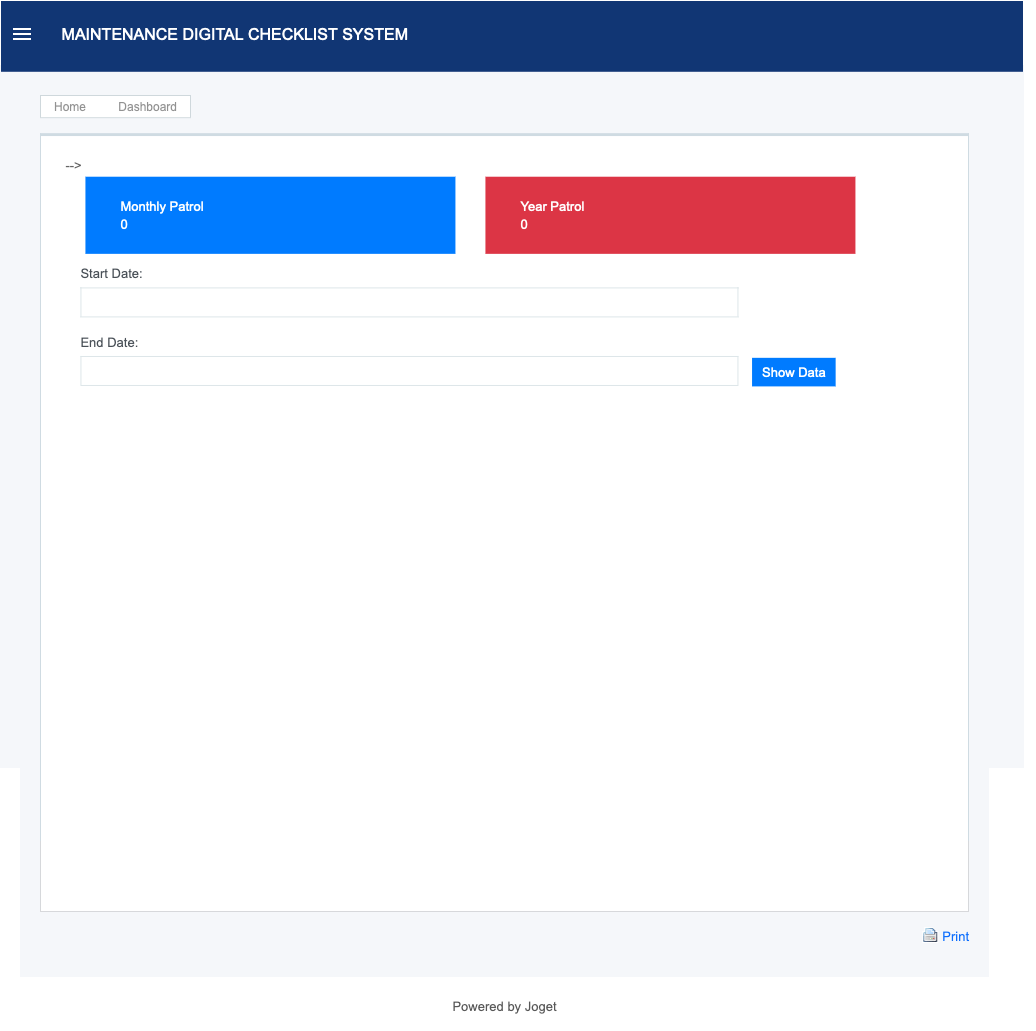 MAINTENANCE DIGITAL CHECKLIST SYSTEM
Home Dashboard
-->
Monthly Patrol
0
Year Patrol
0
Start Date:
End Date:
Show Data
Print
Powered by Joget